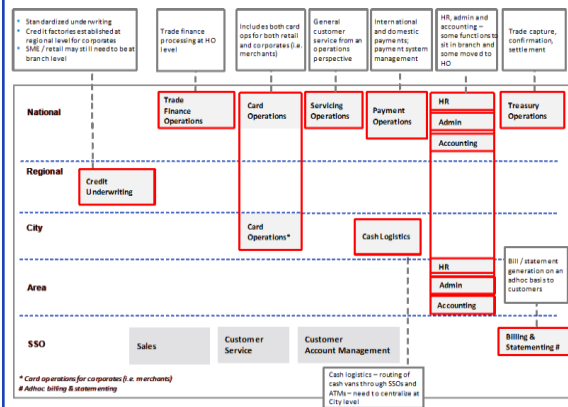 Standardized underwriting
Credit factories established at
regional level for corporates
SME / retail may still need to be at
branch level
Trade finance
processing at HO
level
Includes both card
ops for both retail
and corporates (i.e.
merchants)
General
customer
service from an
operations
perspective
International
and domestic
payments;
payment system
management
HR, admin and
accounting –
some functions to
sit in branch and
some moved to
HO
Trade capture,
confirmation,
settlement
National
Trade
Finance
Operations
Card
Operations
Servicing
Operations
Payment
Operations
HR
Admin
Accounting
Treasury
Operations
Regional
Credit
Underwriting
City
Card
Operations*
Cash Logistics
Area
HR
Admin
Accounting
Bill / statement
generation on an
adhoc basis to
customers
SSO
Sales
Customer
Service
Customer
Account Management
Billing &
Statementing #
* Card operations for corporates (i.e. merchants)
# Adhoc billing & statementing
Cash logistics – routing of
cash vans through SSOs and
ATMs – need to centralize at
City level